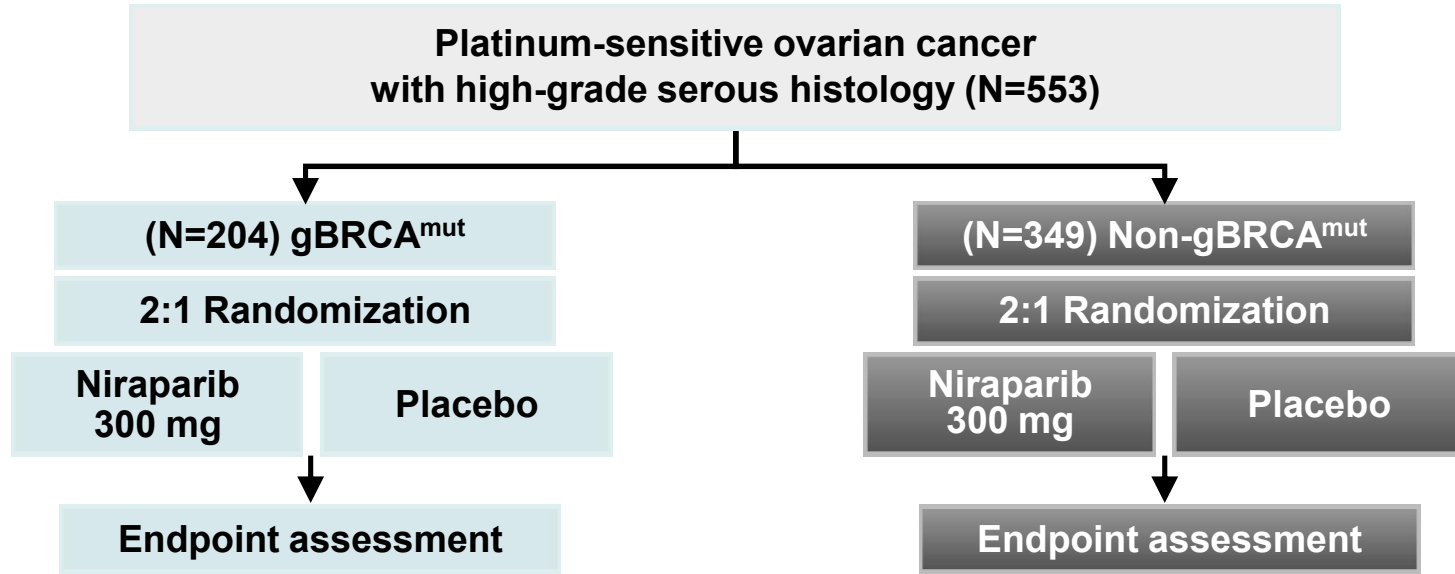 Platinum-sensitive ovarian cancer
with high-grade serous histology (N=553)
(N=204) gBRCAmut
2:1 Randomization
Niraparib
300 mg
Placebo
Endpoint assessment
(N=349) Non-gBRCAmut
2:1 Randomization
Niraparib
300 mg
Placebo
Endpoint assessment